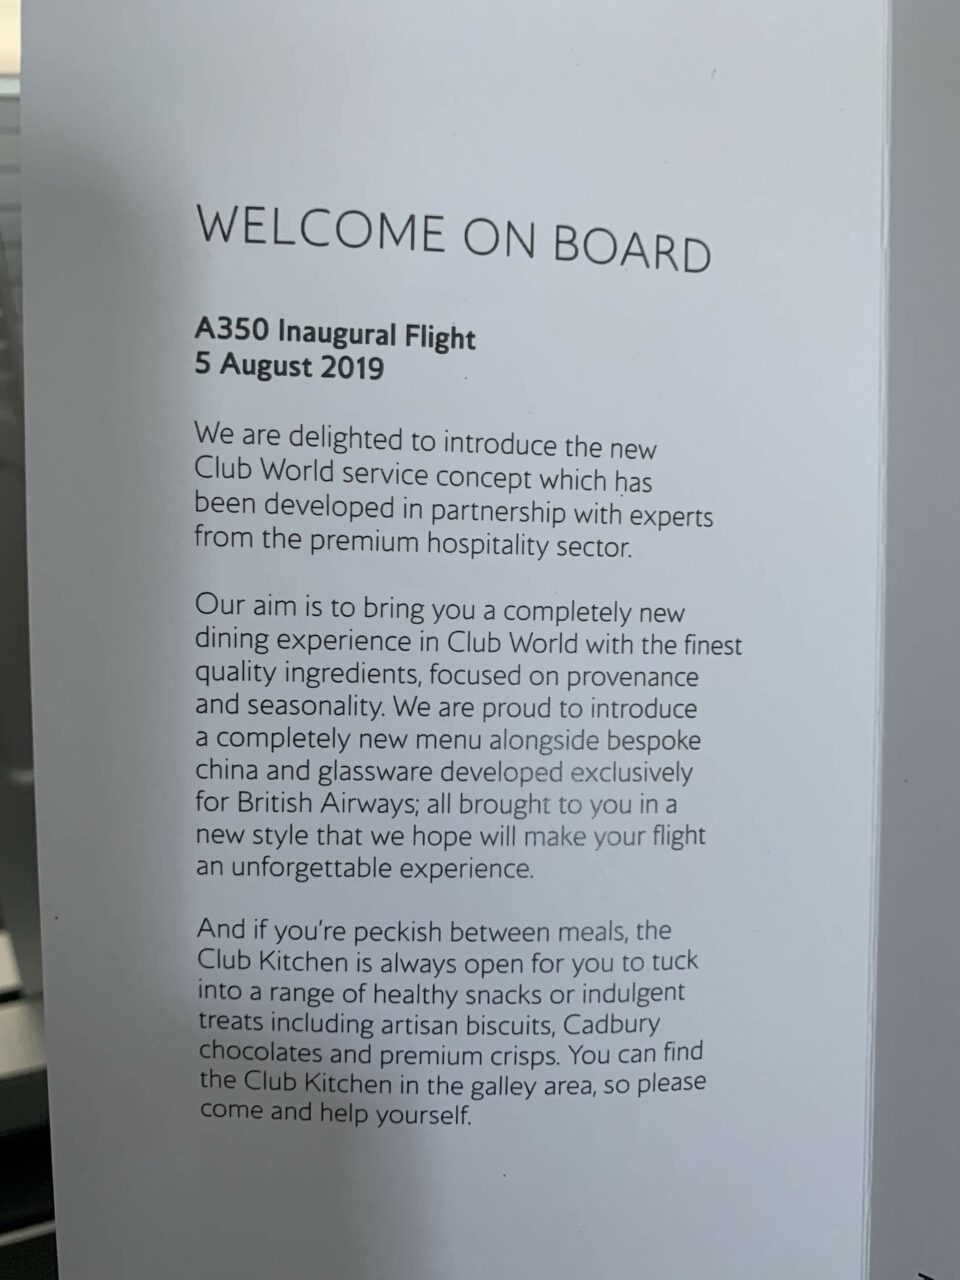 WELCOME ON BOARD
A350 Inaugural Flight
5 August 2019
We are delighted to introduce the new
Club World service concept which has
been developed in partnership with experts
from the premium hospitality sector.
Our aim is to bring you a completely new
dining experience in Club World with the finest
quality ingredients, focused on provenance
and seasonality. We are proud to introduce
a completely new menu alongside bespoke
china and glassware developed exclusively
for British Airways; all brought to you in a
new style that we hope will make your flight
an unforgettable experience.
And if you're peckish between meals, the
Club Kitchen is always open for you to tuck
into a range of healthy snacks or indulgent
treats including artisan biscuits, Cadbury
chocolates and premium crisps. You can find
the Club Kitchen in the galley area, so please
come and help yourself.